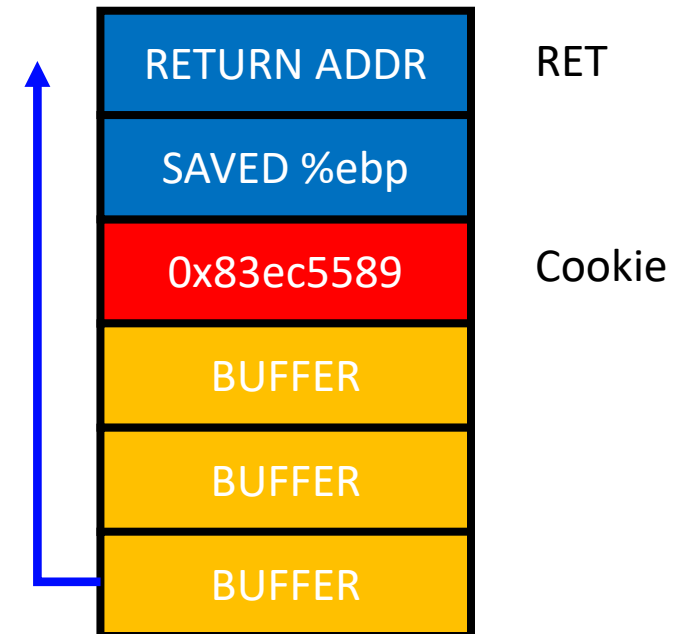 RETURN ADDR RET
SAVED %ebp
0x83ec5589 Cookie
BUFFER
BUFFER
BUFFER